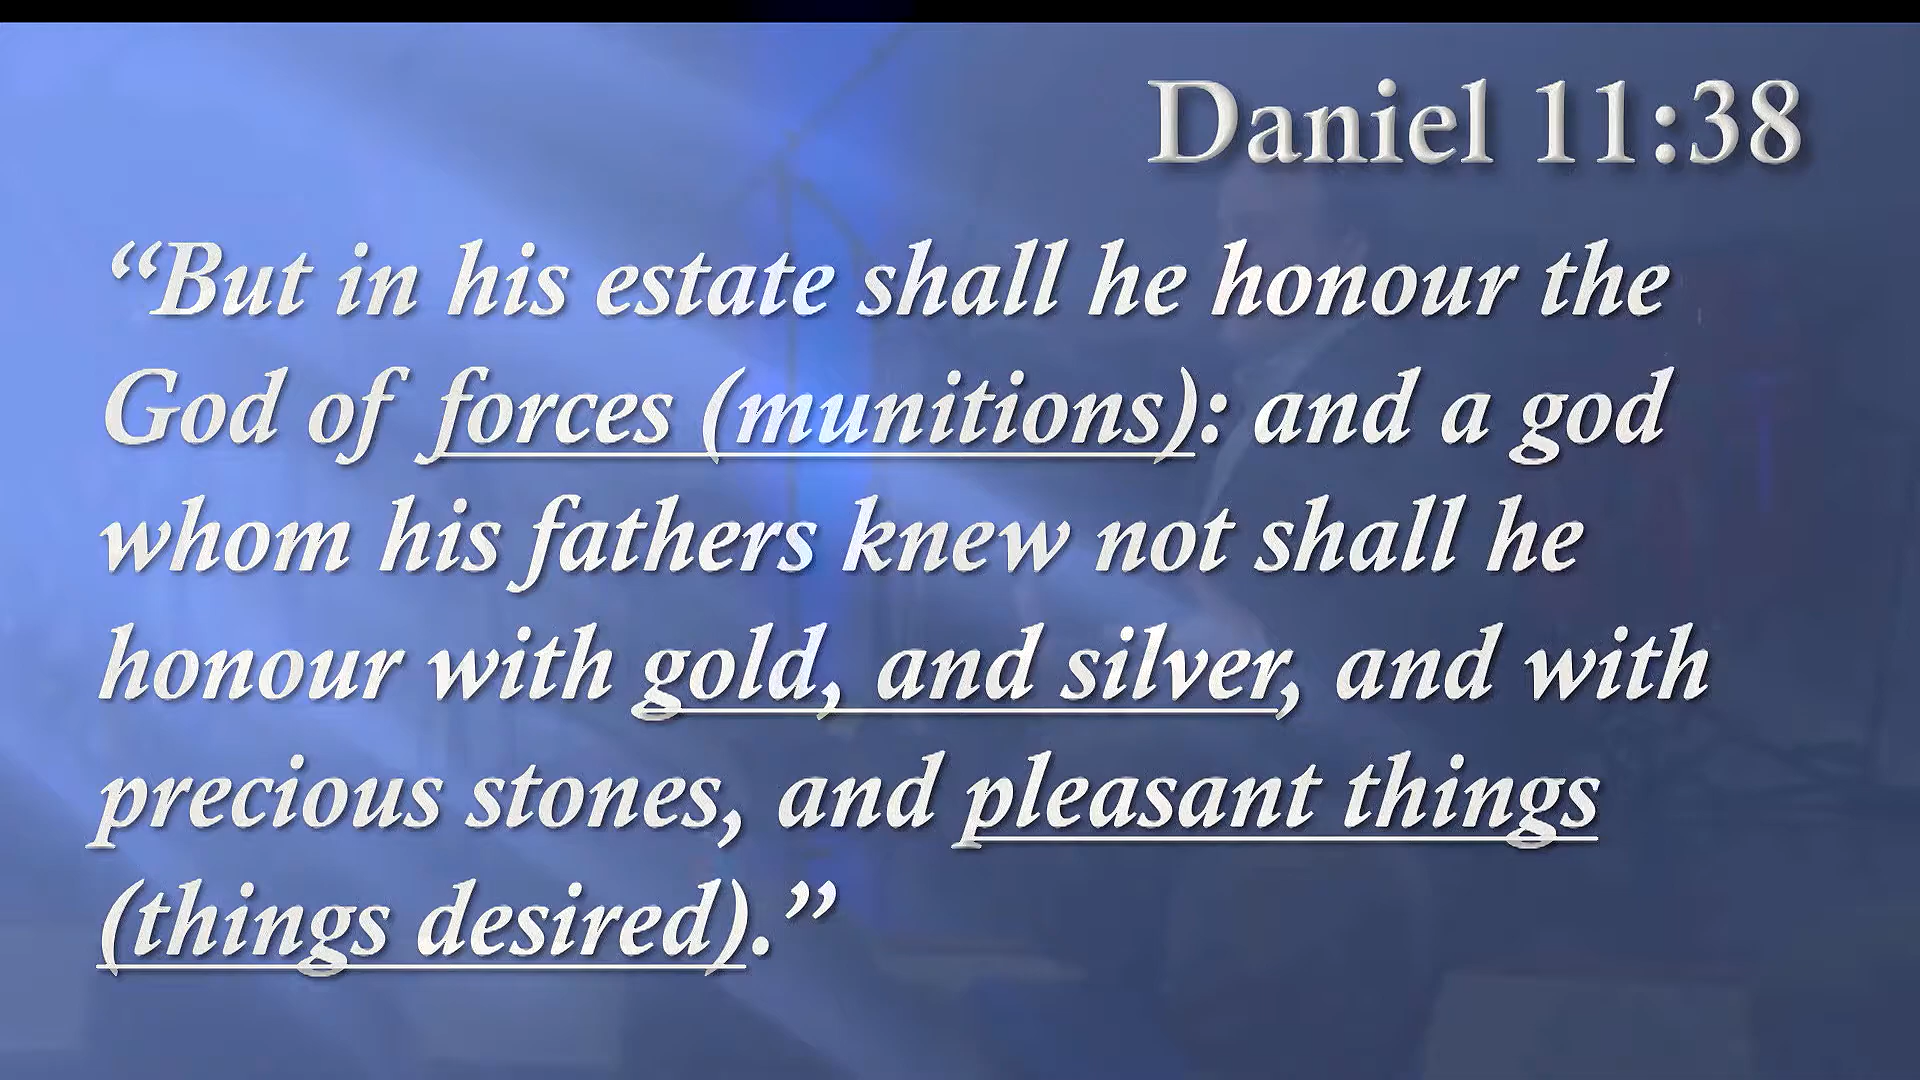 Daniel 11:38
“But in his estate shall he honour the
God of forces (munitions): and a god
whom his fathers knew not shall he
honour with gold, and silver, and with
precious stones, and pleasant things
(things desired).”